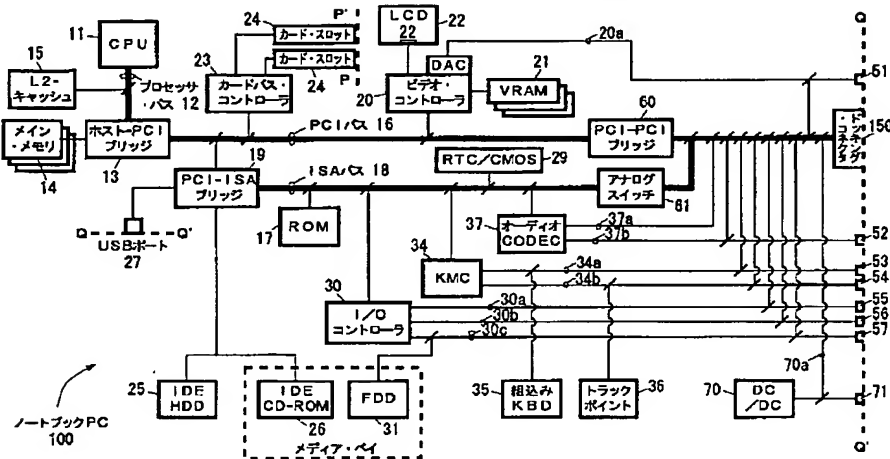 11
CPU
15
L2-
キャッシュ
プロセッサ
・バス 12
メイン・
メモリ
14
ホスト-PCI
ブリッジ
13
23
カードバス・
コントローラ
24
カード・スロット
カード・スロット
24
P'
P
LCD
22
22
DAC
20
ビデオ・
コントローラ
21
VRAM
20a
60
PCI-PCI
ブリッジ
PCIバス 16
19
PCI-ISA
ブリッジ
ISAバス 18
RTC/CMOS
29
アナログ
スイッチ
61
ROM
17
Q
Q'
USBポート
27
37
オーディオ
CODEC
37a
37b
34
KMC
34a
34b
30
I/O
コントローラ
30a
30b
30c
25
IDE
HDD
IDE
CD-ROM
26
FDD
31
メディア・ベイ
35
組込み
KBD
トラック
ポイント
36
70
DC
/DC
70a
Q
51
ドッキング・
コネクタ
150
52
53
54
55
56
57
71
Q'
ノートブックPC
100